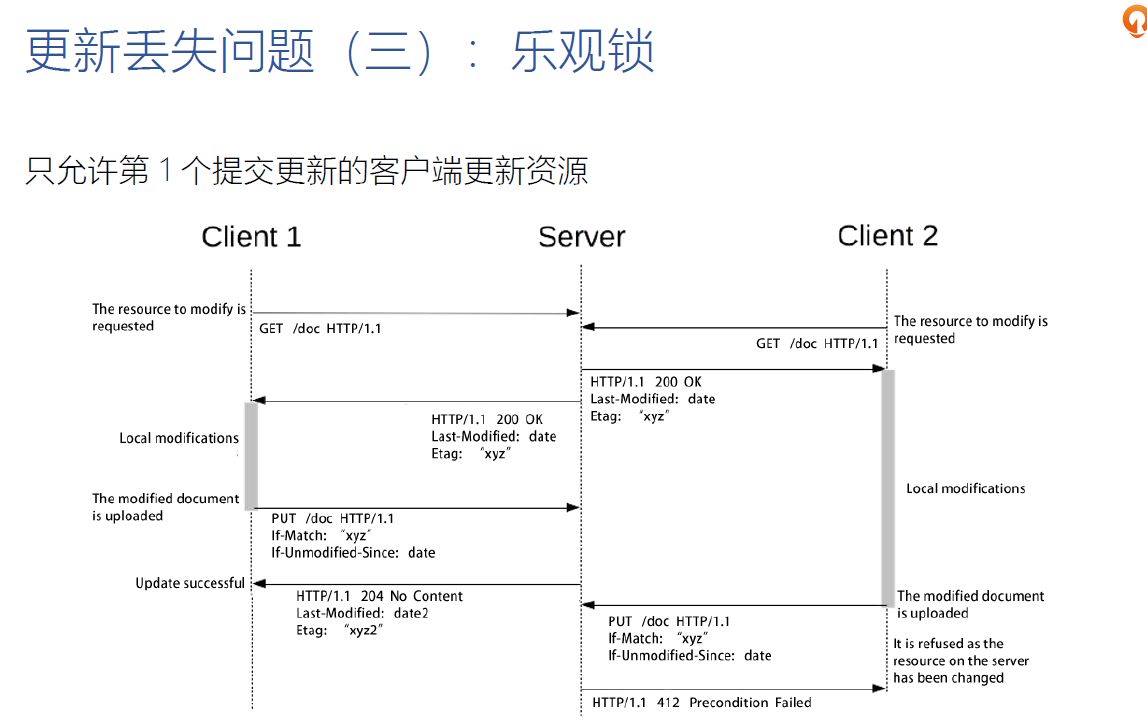 更新丢失问题（三）：乐观锁
只允许第 1 个提交更新的客户端更新资源
Client 1
Server
Client 2
The resource to modify is
requested
GET /doc HTTP/1.1
The resource to modify is
requested
GET /doc HTTP/1.1
HTTP/1.1 200 OK
Last-Modified: date
Etag: “xyz”
HTTP/1.1 200 OK
Last-Modified: date
Etag: “xyz”
Local modifications
Local modifications
The modified document
is uploaded
PUT /doc HTTP/1.1
If-Match: “xyz”
If-Unmodified-Since: date
Update successful
HTTP/1.1 204 No Content
Last-Modified: date2
Etag: “xyz2”
The modified document
is uploaded
PUT /doc HTTP/1.1
If-Match: “xyz”
If-Unmodified-Since: date
It is refused as the
resource on the server
has been changed
HTTP/1.1 412 Precondition Failed